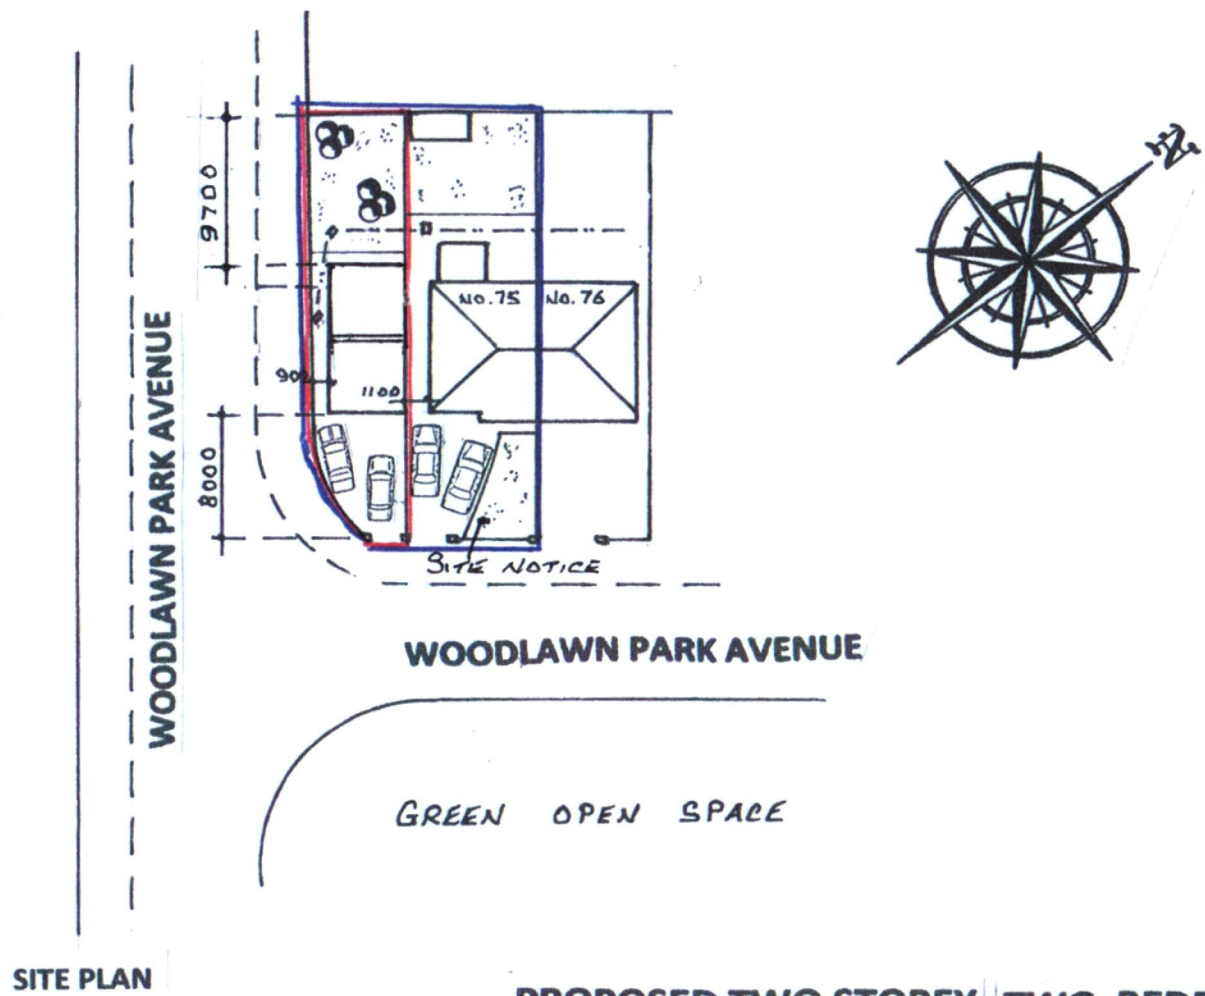 N
9700
WOODLAWN PARK AVENUE
No.75
No.76
900
1100
8000
SITE NOTICE
WOODLAWN PARK AVENUE
GREEN OPEN SPACE
SITE PLAN
PROPOSED TWO STOREY